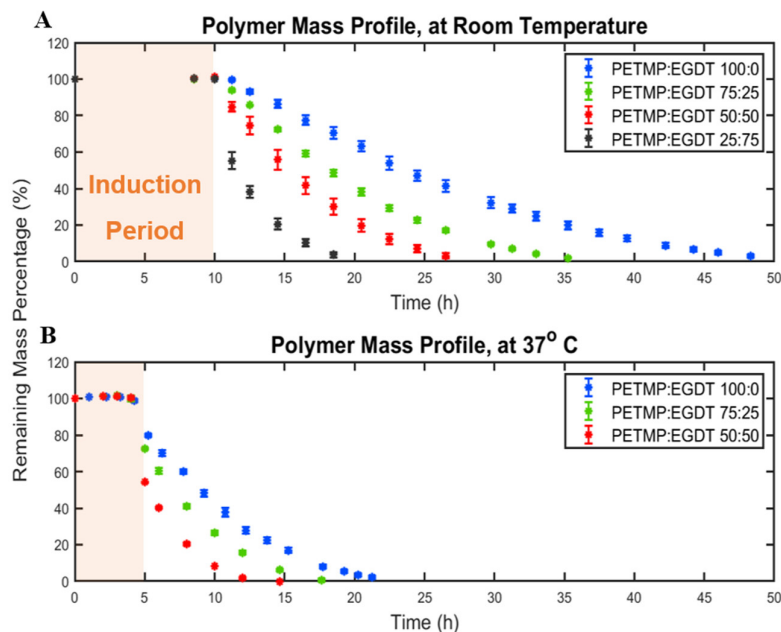 A
Polymer Mass Profile, at Room Temperature
120
100
80
60
40
20
0
Induction
Period
PETMP:EGDT 100:0
PETMP:EGDT 75:25
PETMP:EGDT 50:50
PETMP:EGDT 25:75
0 5 10 15 20 25 30 35 40 45 50
Time (h)
Remaining Mass Percentage (%)
B
Polymer Mass Profile, at 37° C
120
100
80
60
40
20
0
PETMP:EGDT 100:0
PETMP:EGDT 75:25
PETMP:EGDT 50:50
0 5 10 15 20 25 30 35 40 45 50
Time (h)